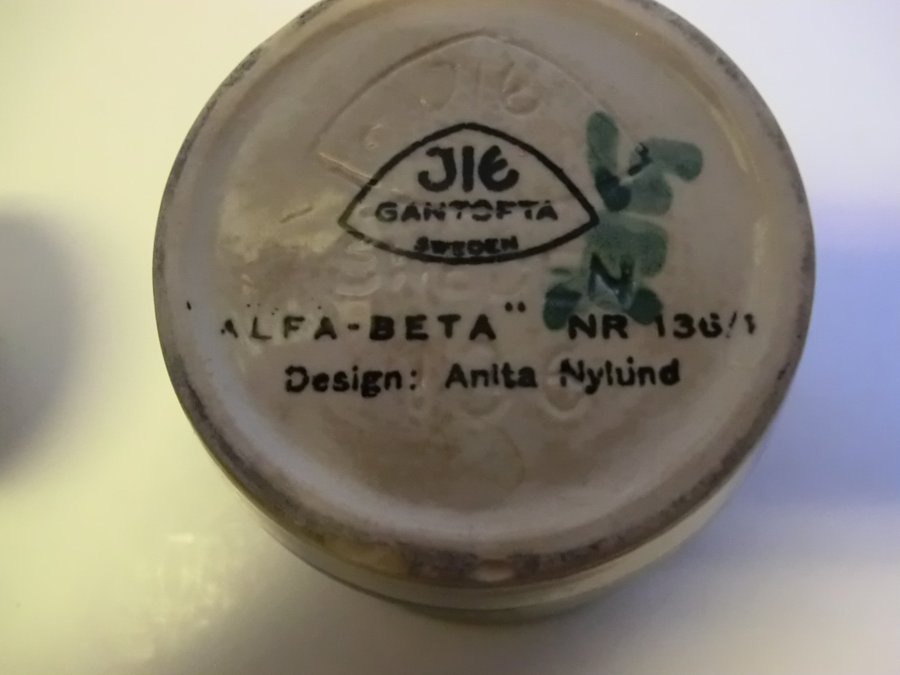 JIE
GANTOFTA
SWEDEN
N
ALFA-BETA" NR 136/1
Design: Anita Nylund